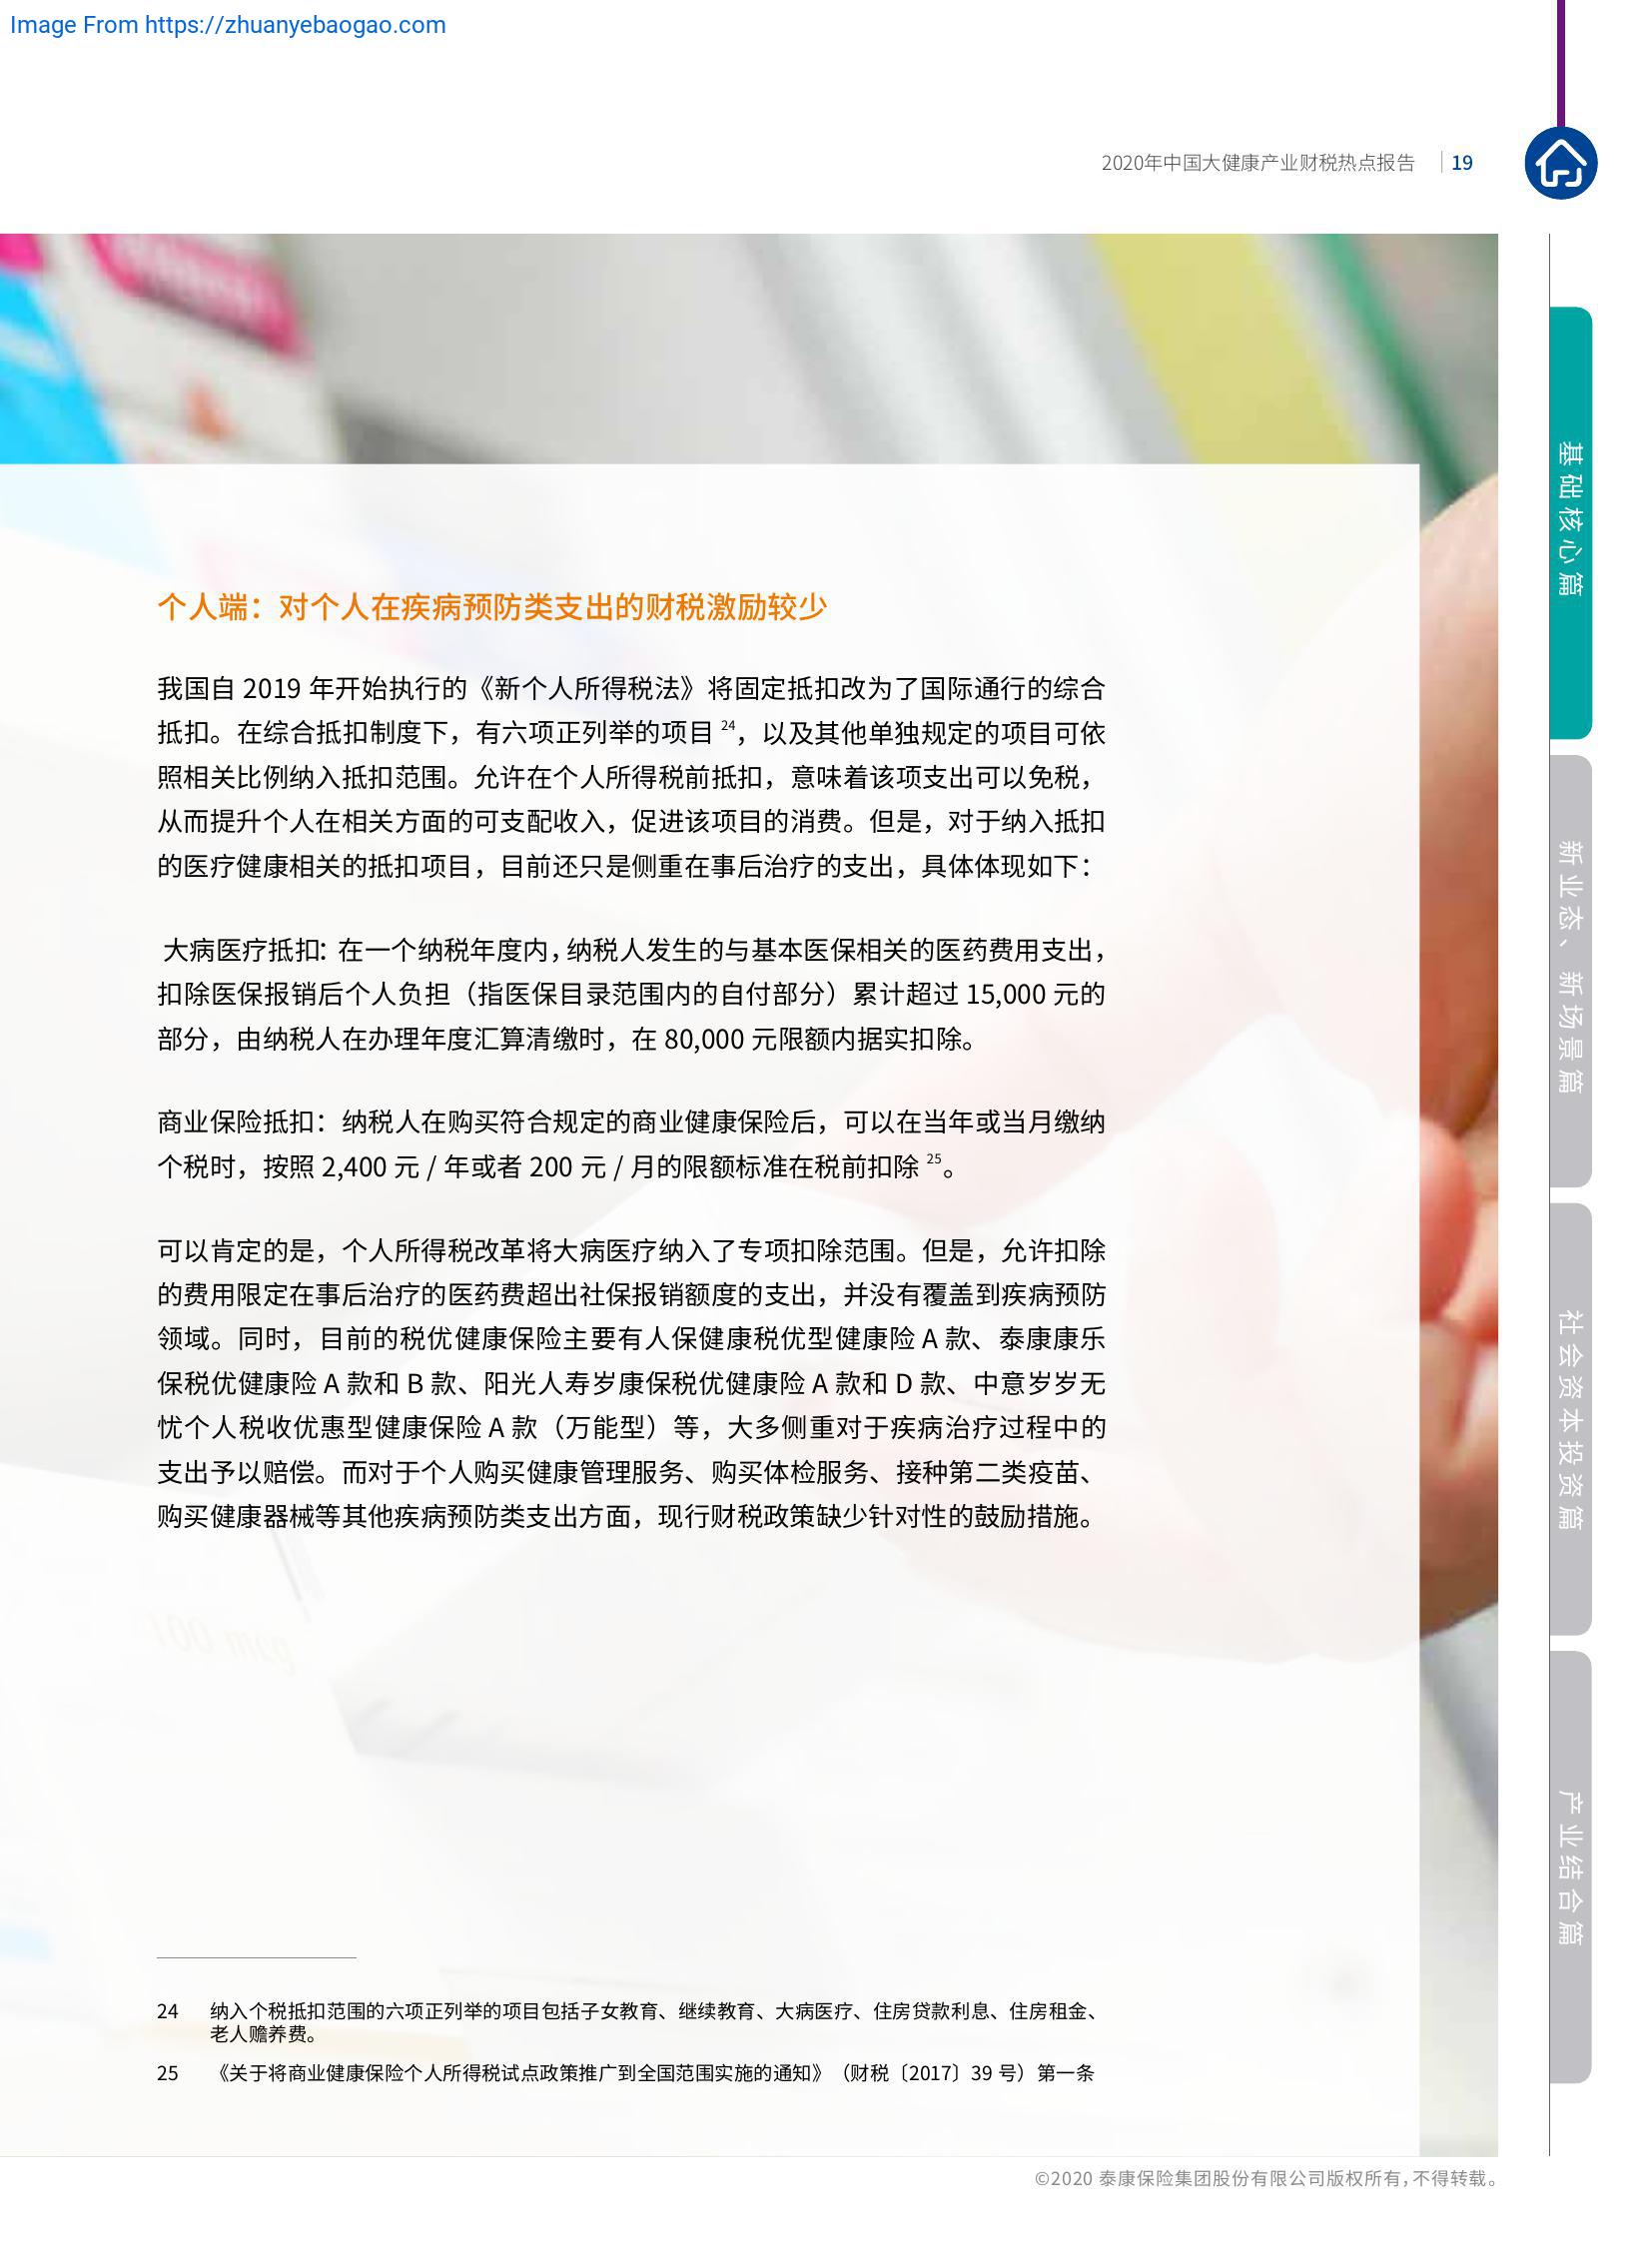 Image From https://zhuanyebaogao.com
2020年中国大健康产业财税热点报告 19
个人端：对个人在疾病预防类支出的财税激励较少
我国自 2019 年开始执行的《新个人所得税法》将固定抵扣改为了国际通行的综合
抵扣。在综合抵扣制度下，有六项正列举的项目 24，以及其他单独规定的项目可依
照相关比例纳入抵扣范围。允许在个人所得税前抵扣，意味着该项支出可以免税，
从而提升个人在相关方面的可支配收入，促进该项目的消费。但是，对于纳入抵扣
的医疗健康相关的抵扣项目，目前还只是侧重在事后治疗的支出，具体体现如下：
大病医疗抵扣：在一个纳税年度内，纳税人发生的与基本医保相关的医药费用支出，
扣除医保报销后个人负担（指医保目录范围内的自付部分）累计超过 15,000 元的
部分，由纳税人在办理年度汇算清缴时，在 80,000 元限额内据实扣除。
商业保险抵扣：纳税人在购买符合规定的商业健康保险后，可以在当年或当月缴纳
个税时，按照 2,400 元 / 年或者 200 元 / 月的限额标准在税前扣除 25。
可以肯定的是，个人所得税改革将大病医疗纳入了专项扣除范围。但是，允许扣除
的费用限定在事后治疗的医药费超出社保报销额度的支出，并没有覆盖到疾病预防
领域。同时，目前的税优健康保险主要有人保健康税优型健康险 A 款、泰康康乐
保税优健康险 A 款和 B 款、阳光人寿岁康保税优健康险 A 款和 D 款、中意岁岁无
忧个人税收优惠型健康保险 A 款（万能型）等，大多侧重对于疾病治疗过程中的
支出予以赔偿。而对于个人购买健康管理服务、购买体检服务、接种第二类疫苗、
购买健康器械等其他疾病预防类支出方面，现行财税政策缺少针对性的鼓励措施。
100 mcg
24 纳入个税抵扣范围的六项正列举的项目包括子女教育、继续教育、大病医疗、住房贷款利息、住房租金、
老人赡养费。
25 《关于将商业健康保险个人所得税试点政策推广到全国范围实施的通知》（财税〔2017〕39 号）第一条
©2020 泰康保险集团股份有限公司版权所有，不得转载。
基础核心篇
新业态、新场景篇
社会资本投资篇
产业结合篇